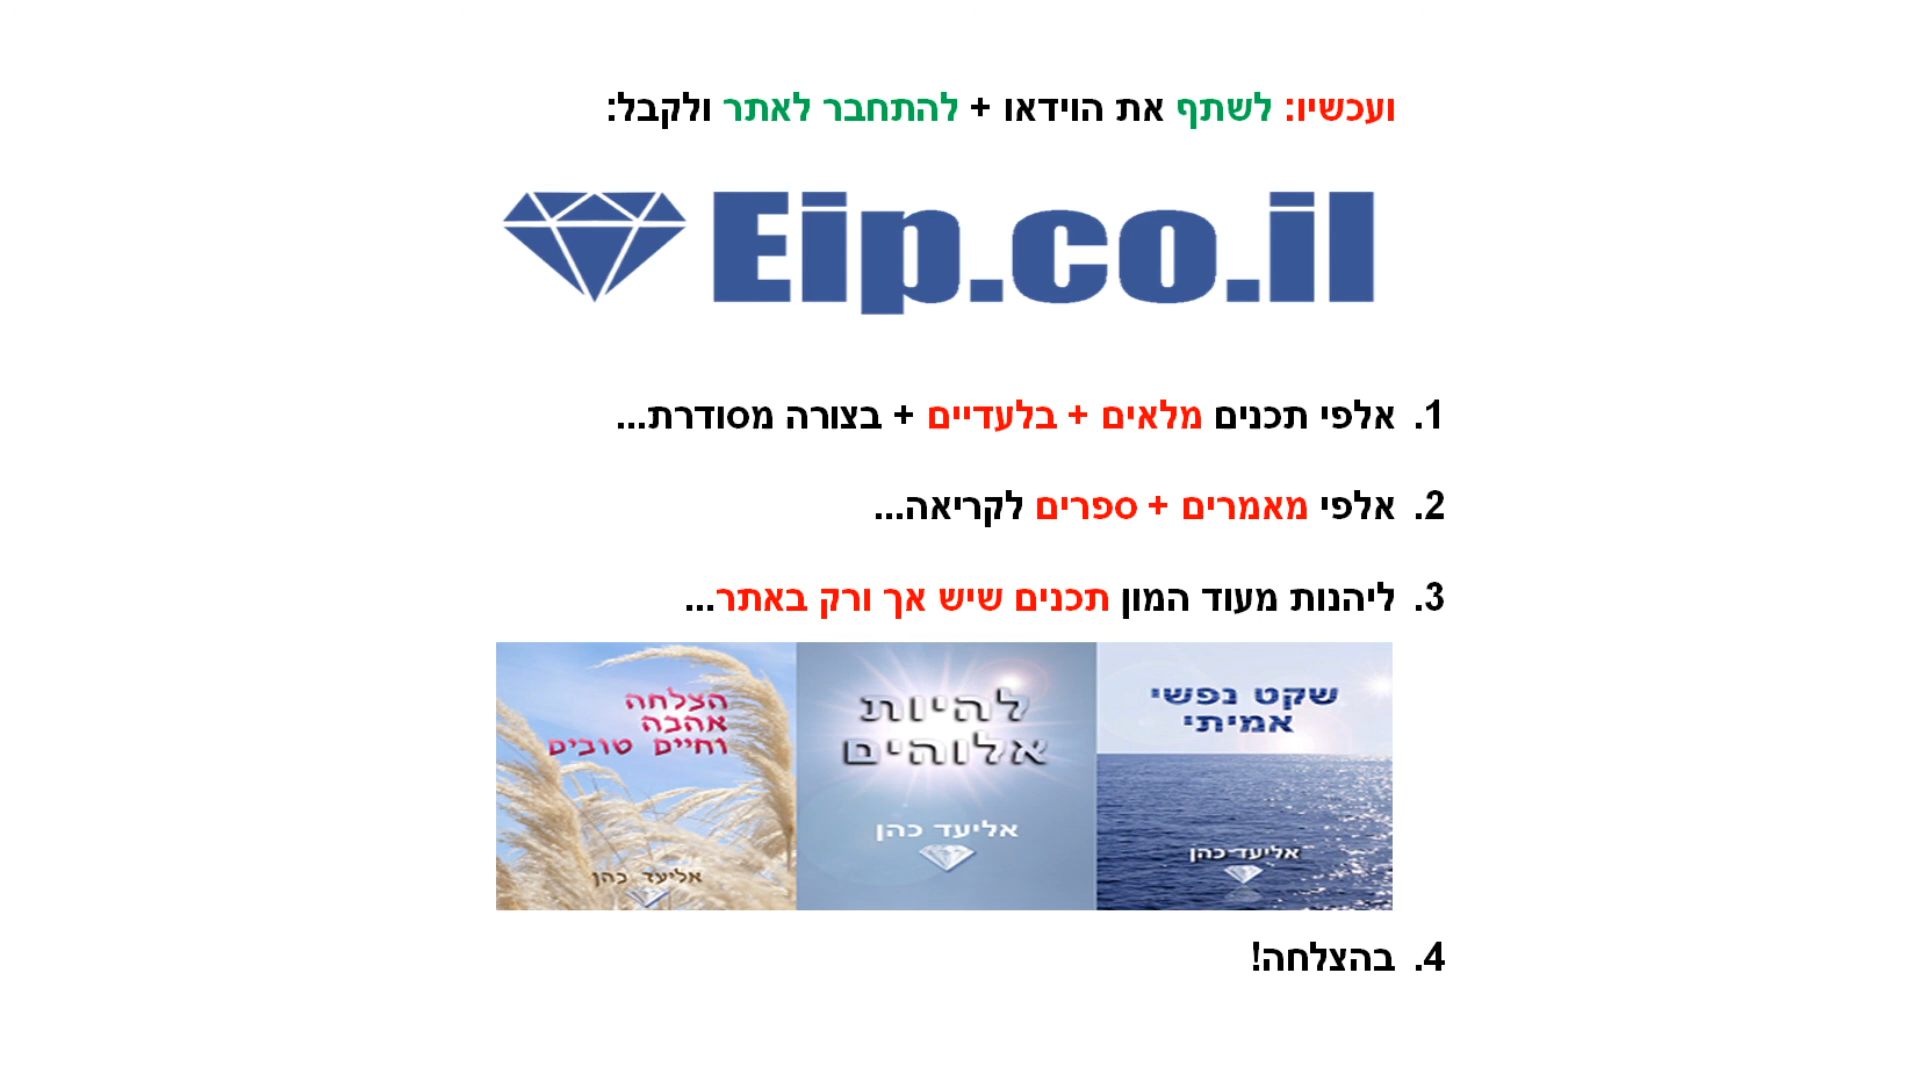 ועכשיו: לשתף את הוידאו + להתחבר לאתר ולקבל:
Eip.co.il
1. אלפי תכנים מלאים + בלעדיים + בצורה מסודרת...
2. אלפי מאמרים + ספרים לקריאה...
3. ליהנות מעוד המון תכנים שיש אך ורק באתר...
שקט נפשי
אמיתי
אליעד כהן
להיות
אלוהים
אליעד כהן
הצלחה
אהבה
וחיים טובים
אליעד כהן
4. בהצלחה!